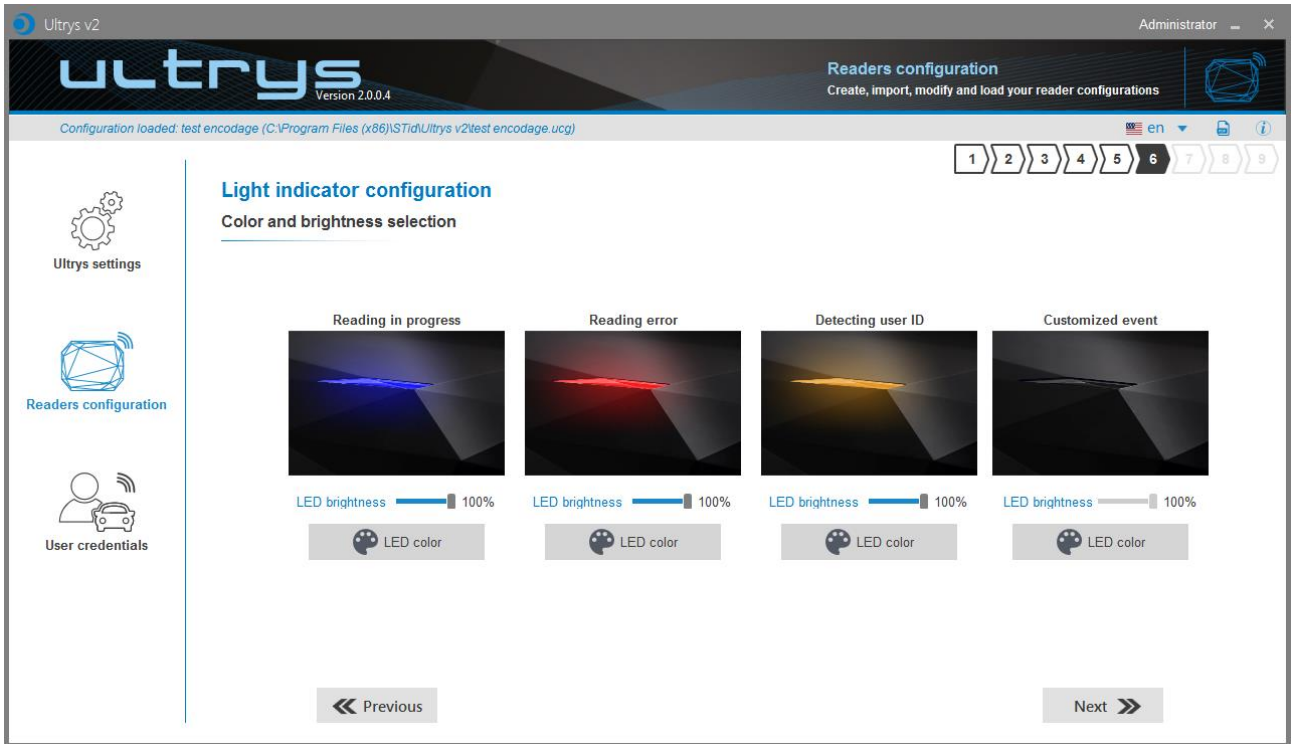 Ultrys v2
Administrator
ultrys
Version 2.0.0.4
Readers configuration
Create, import, modify and load your reader configurations
Configuration loaded: test encodage (C:\Program Files (x86)\STid\Ultrys v2\test encodage.ucg)
en
1 2 3 4 5 6 7 8 9
Light indicator configuration
Color and brightness selection
Ultrys settings
Readers configuration
User credentials
Reading in progress
Reading error
Detecting user ID
Customized event
LED brightness 100%
LED brightness 100%
LED brightness 100%
LED brightness 100%
LED color
LED color
LED color
LED color
Previous
Next